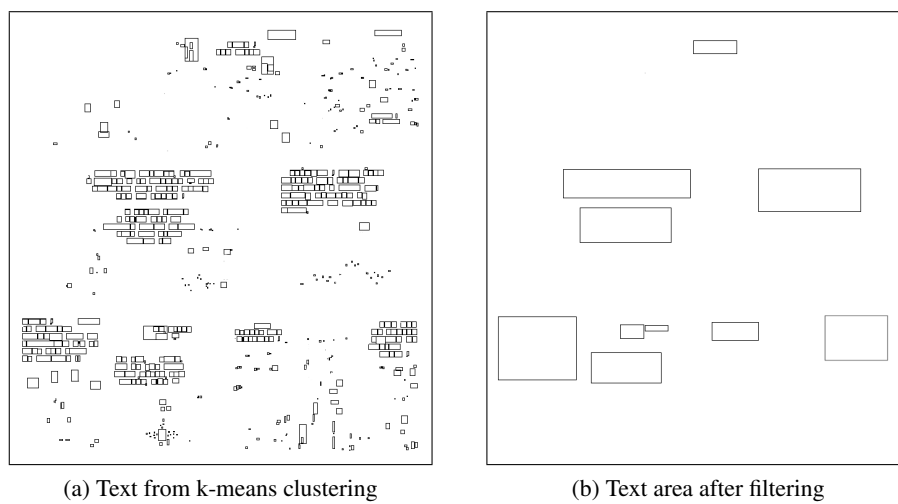 (a) Text from k-means clustering
(b) Text area after filtering